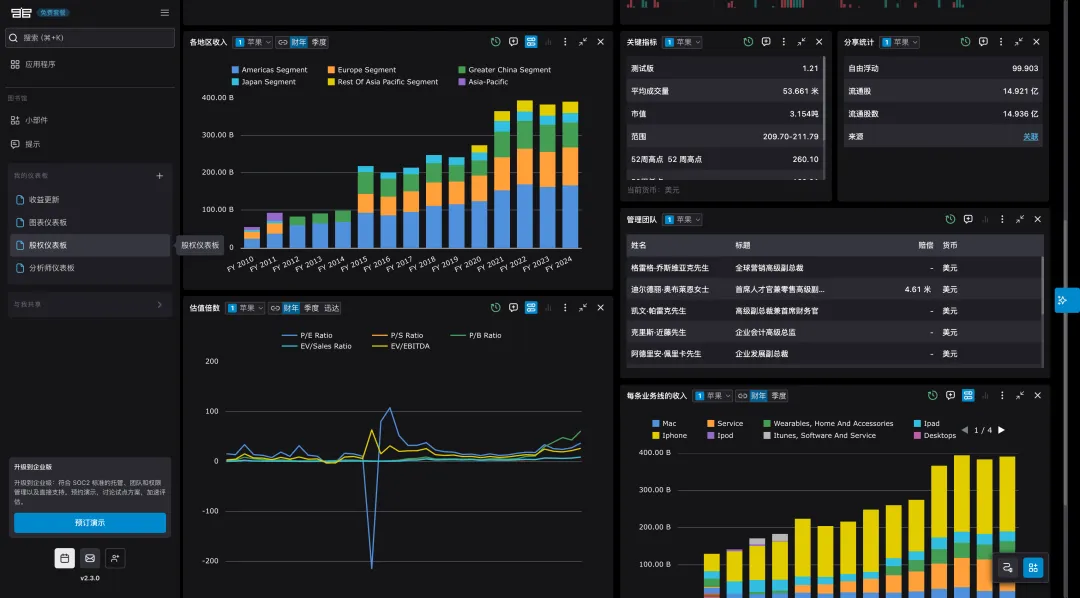 免费套餐
搜索 (⌘+K)
应用程序
图书馆
小部件
提示
我的仪表板
收益更新
图表仪表板
股权仪表板
分析师仪表板
与我共享
升级到企业版
升级到企业级：符合 SOC2 标准的托管、团队和权限
管理以及直接支持。预约演示，讨论试点方案，加速评
估。
预订演示
v2.3.0
股权仪表板
各地区收入 1 苹果 财年 季度
Americas Segment Europe Segment Greater China Segment
Japan Segment Rest Of Asia Pacific Segment Asia-Pacific
400.00 B
300.00 B
200.00 B
100.00 B
0
FY 2010 FY 2011 FY 2012 FY 2013 FY 2014 FY 2015 FY 2016 FY 2017 FY 2018 FY 2019 FY 2020 FY 2021 FY 2022 FY 2023 FY 2024
估值倍数 1 苹果 财年 季度 迅达
P/E Ratio P/S Ratio P/B Ratio
EV/Sales Ratio EV/EBITDA
200
100
0
-100
-200
关键指标 1 苹果
测试版 1.21
平均成交量 53.661 米
市值 3.154吨
范围 209.70-211.79
52周高点 52 周高点 260.10
当前货币： 美元
分享统计 1 苹果
自由浮动 99.903
流通股 14.921 亿
流通股数 14.936 亿
来源 关联
管理团队 1 苹果
姓名 标题 赔偿 货币
格雷格·乔斯维亚克先生 全球营销高级副总裁 - 美元
迪尔德丽·奥布莱恩女士 首席人才官兼零售高级副... 4.61 米 美元
凯文·帕雷克先生 高级副总裁兼首席财务官 - 美元
克里斯·近藤先生 企业会计高级总监 - 美元
阿德里安·佩里卡先生 企业发展副总裁 - 美元
每条业务线的收入 1 苹果 财年 季度
Mac Service Wearables, Home And Accessories Ipad
Iphone Ipod Itunes, Software And Service Desktops
1 / 4
400.00 B
300.00 B
200.00 B
100.00 B